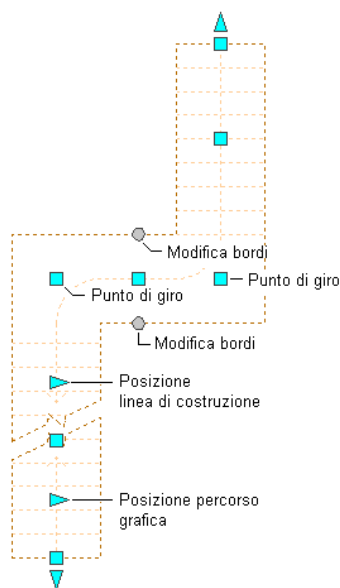 Modifica bordi
Punto di giro
Punto di giro
Modifica bordi
Posizione
linea di costruzione
Posizione percorso
grafica